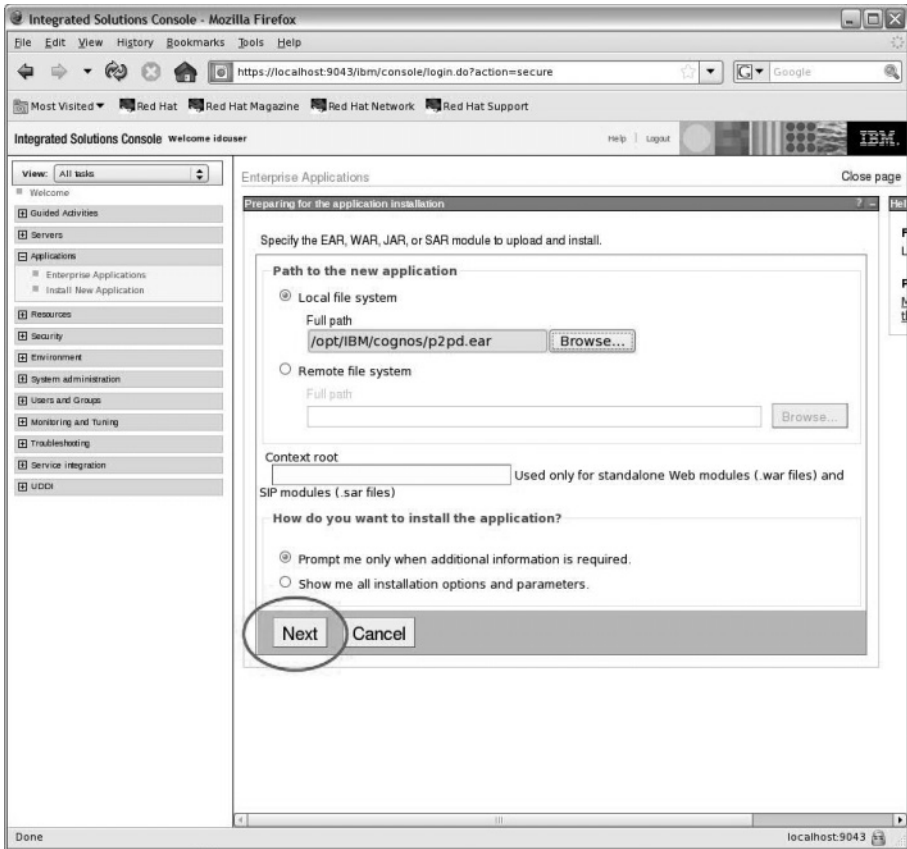 Integrated Solutions Console - Mozilla Firefox
File Edit View History Bookmarks Tools Help
https://localhost:9043/ibm/console/login.do?action=secure
Google
Most Visited Red Hat Red Hat Magazine Red Hat Network Red Hat Support
Integrated Solutions Console Welcome idcuser
Help Logout
IBM.
View: All tasks
Welcome
Guided Activities
Servers
Applications
Enterprise Applications
Install New Application
Resources
Security
Environment
System administration
Users and Groups
Monitoring and Tuning
Troubleshooting
Service integration
UDDI
Enterprise Applications
Close page
Preparing for the application installation
? –
Hel
Specify the EAR, WAR, JAR, or SAR module to upload and install.
Path to the new application
Local file system
Full path
/opt/IBM/cognos/p2pd.ear Browse...
Remote file system
Full path
Browse...
Context root
Used only for standalone Web modules (.war files) and
SIP modules (.sar files)
How do you want to install the application?
Prompt me only when additional information is required.
Show me all installation options and parameters.
Next Cancel
Done
localhost:9043